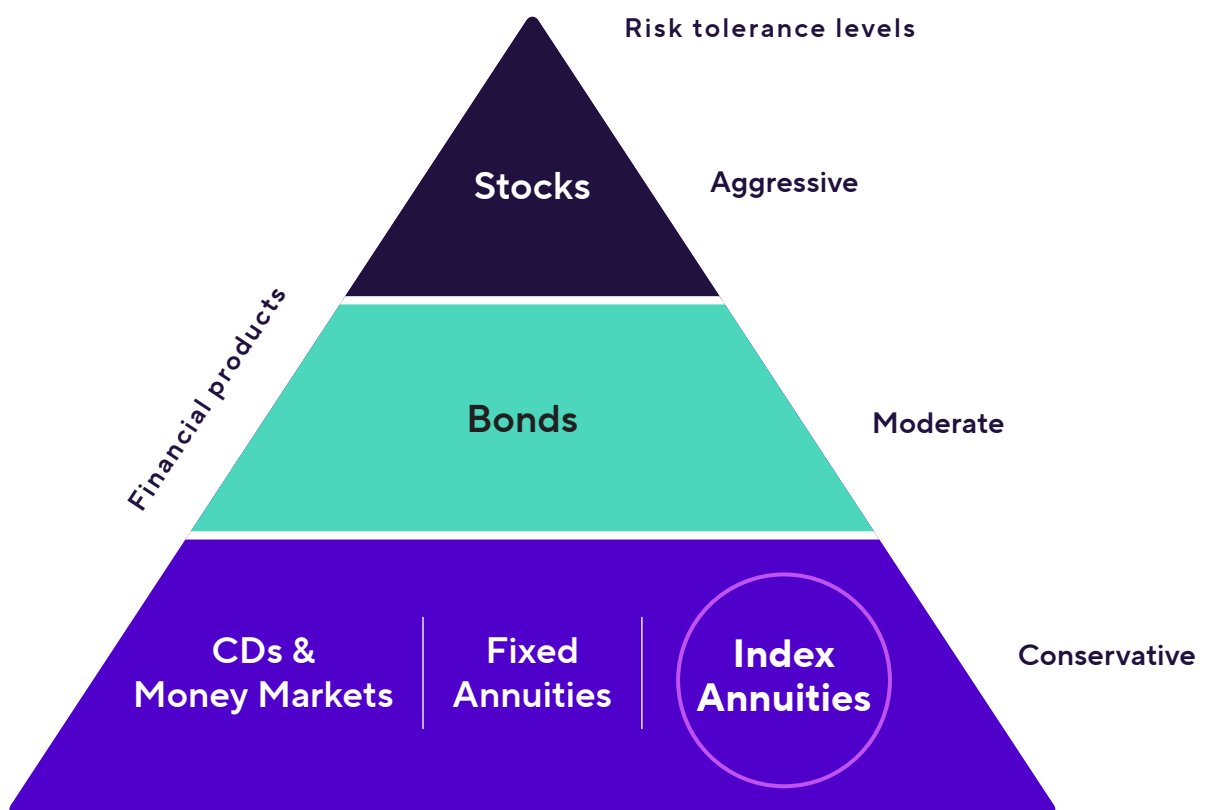 Risk tolerance levels
Stocks
Aggressive
Financial products
Bonds
Moderate
CDs &
Money Markets
Fixed
Annuities
Index
Annuities
Conservative